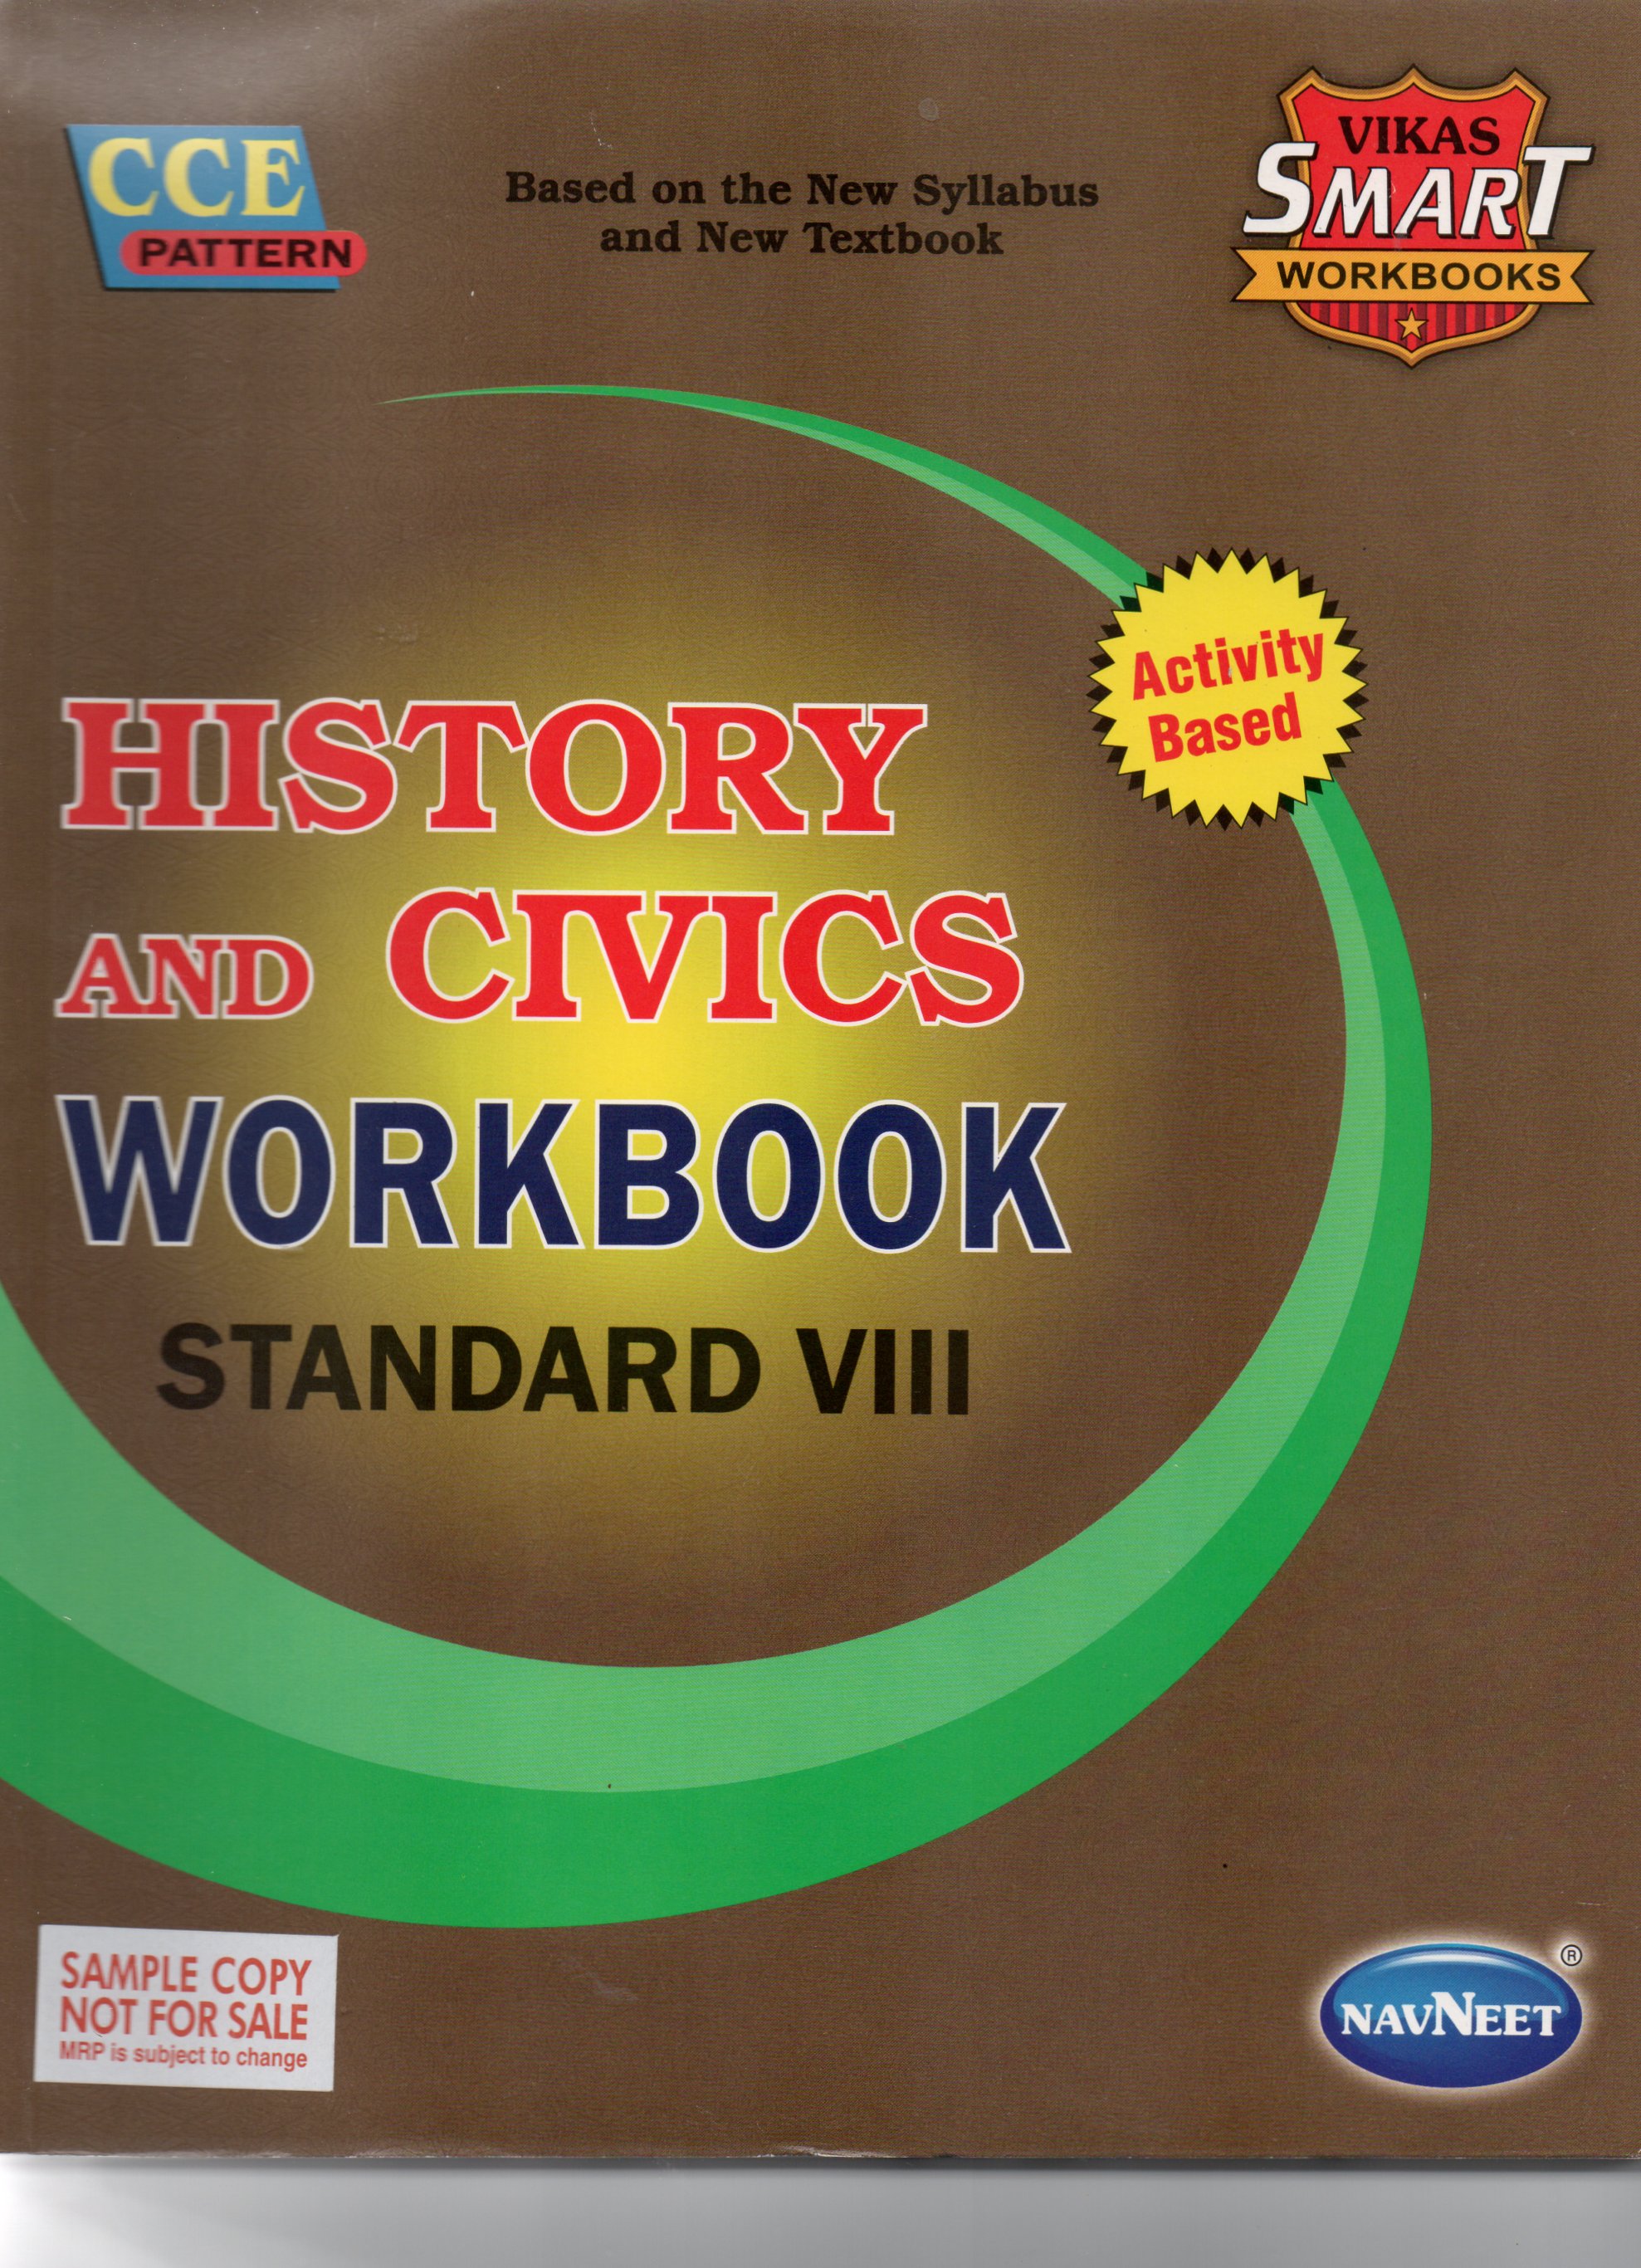 CCE
PATTERN
Based on the New Syllabus
and New Textbook
VIKAS
SMART
WORKBOOKS
Activity
Based
HISTORY
AND CIVICS
WORKBOOK
STANDARD VIII
SAMPLE COPY
NOT FOR SALE
MRP is subject to change
NAVNEET ®